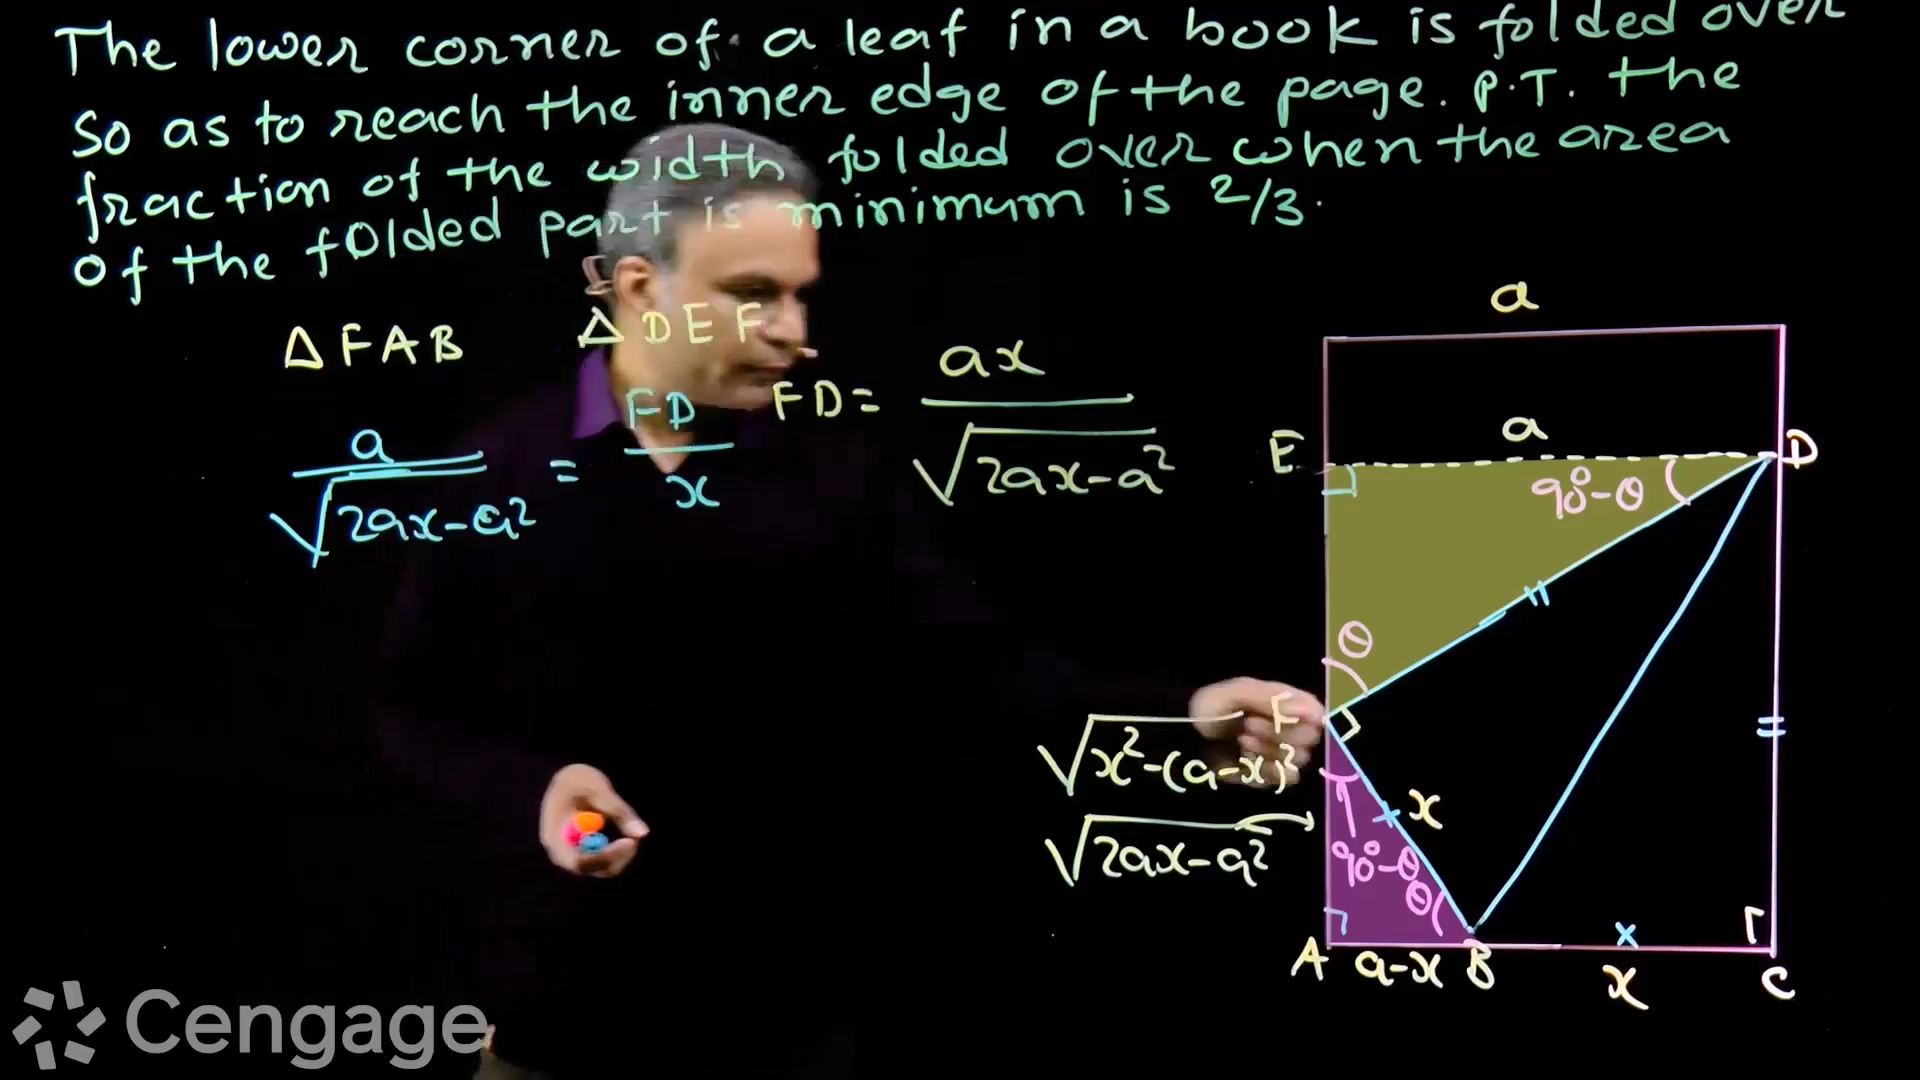 The lower corner of a leaf in a book is folded over
so as to reach the inner edge of the page. P.T. the
fraction of the width folded over when the area
of the folded part is minimum is 2/3.
△FAB
△DEF
a/√(2ax-a²) = FD/x
FD = ax/√(2ax-a²)
a
E
a
D
90°-θ
θ
F
√(x²-(a-x)²)
√(2ax-a²)
x
90°-θ
θ
A
a-x
B
x
C
Cengage